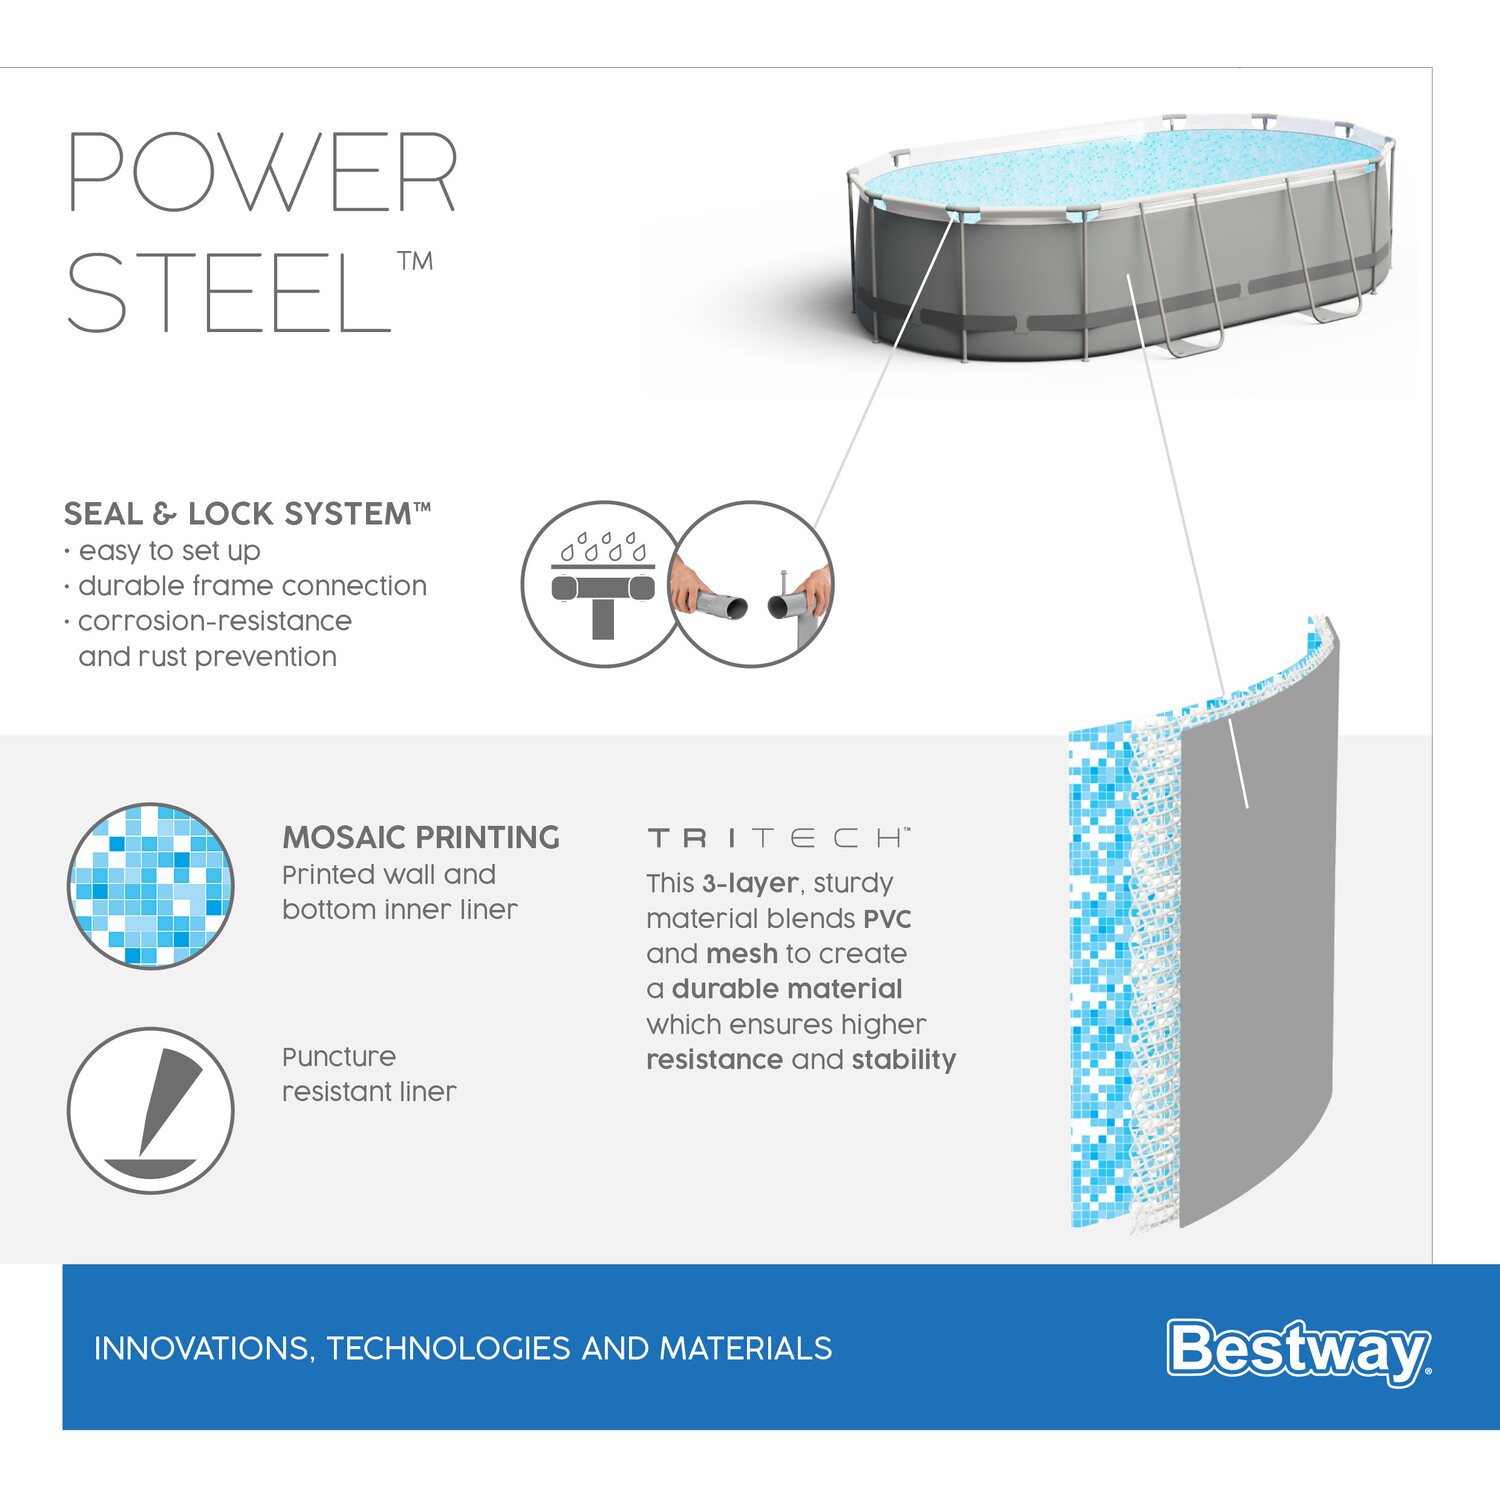 POWER
STEEL™
SEAL & LOCK SYSTEM™
· easy to set up
· durable frame connection
· corrosion-resistance
and rust prevention
MOSAIC PRINTING
Printed wall and
bottom inner liner
Puncture
resistant liner
TRITECH™
This 3-layer, sturdy
material blends PVC
and mesh to create
a durable material
which ensures higher
resistance and stability
INNOVATIONS, TECHNOLOGIES AND MATERIALS
Bestway®